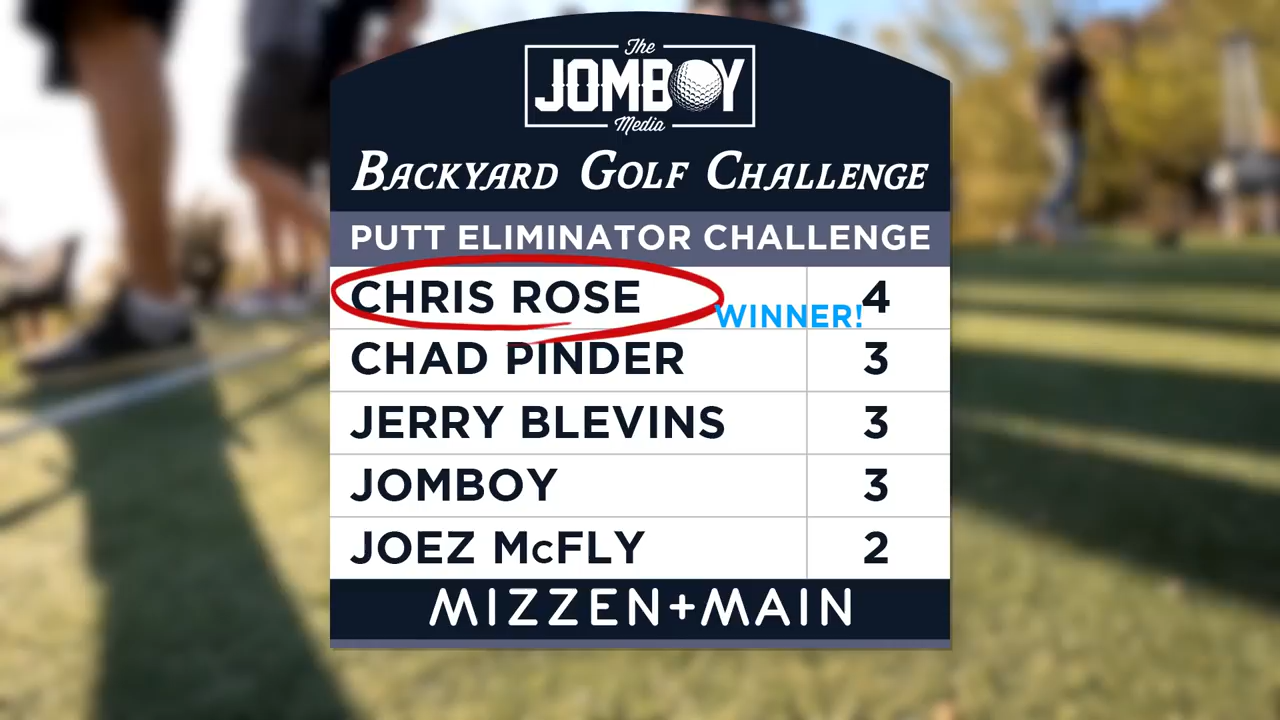 The
JOMBOY
Media
BACKYARD GOLF CHALLENGE
PUTT ELIMINATOR CHALLENGE
CHRIS ROSE 4
WINNER!
CHAD PINDER 3
JERRY BLEVINS 3
JOMBOY 3
JOEZ McFLY 2
MIZZEN+MAIN